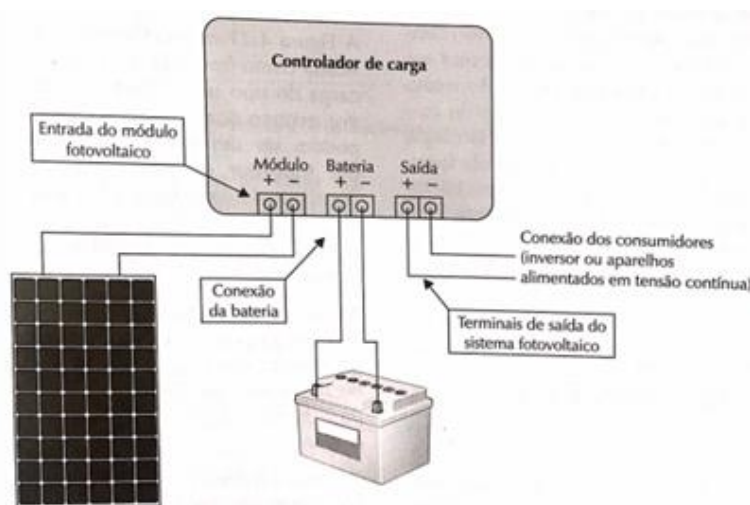 Controlador de carga
Entrada do módulo
fotovoltaico
Módulo Bateria Saída
+ − + − + −
Conexão
da bateria
Conexão dos consumidores
(inversor ou aparelhos
alimentados em tensão contínua)
Terminais de saída do
sistema fotovoltaico